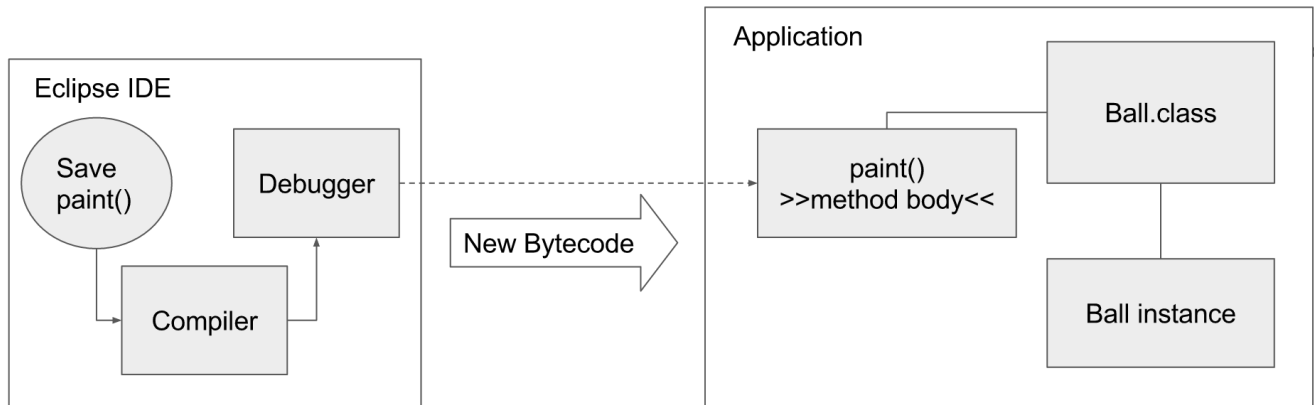 Eclipse IDE
Save
paint()
Compiler
Debugger
New Bytecode
Application
paint()
>>method body<<
Ball.class
Ball instance